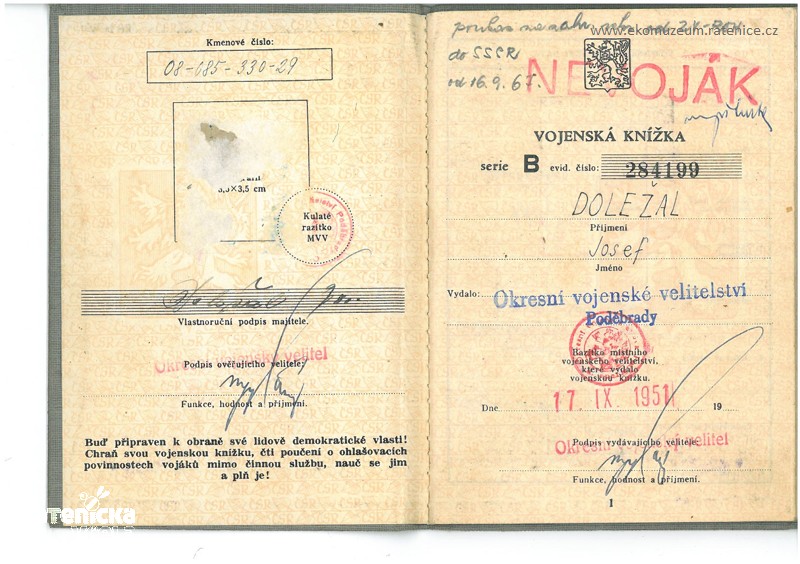 Kmenové číslo:
08-685-330-29
3,5×3,5 cm
Kulaté
razítko
MVV
Vlastnoruční podpis majitele.
Okresní vojenský velitel
Podpis ověřujícího velitele;
Funkce, hodnost a příjmení.
Buď připraven k obraně své lidově demokratické vlasti!
Chraň svou vojenskou knížku, čti poučení o ohlašovacích
povinnostech vojáků mimo činnou službu, nauč se jim
a plň je!
Tenička
www.ekomuzeum.ratenice.cz
do SSSR
od 16.9.67.
NEVOJÁK
VOJENSKÁ KNÍŽKA
serie B evid. číslo: 284199
DOLEŽAL
Příjmení
Josef
Jméno
Vydalo: Okresní vojenské velitelství
Poděbrady
Razítko místního
vojenského velitelství,
které vydalo
vojenskou knížku.
Dne 17. IX 1951 19
Okresní vojenský velitel
Podpis vydávajícího velitele;
Funkce, hodnost a příjmení.
1